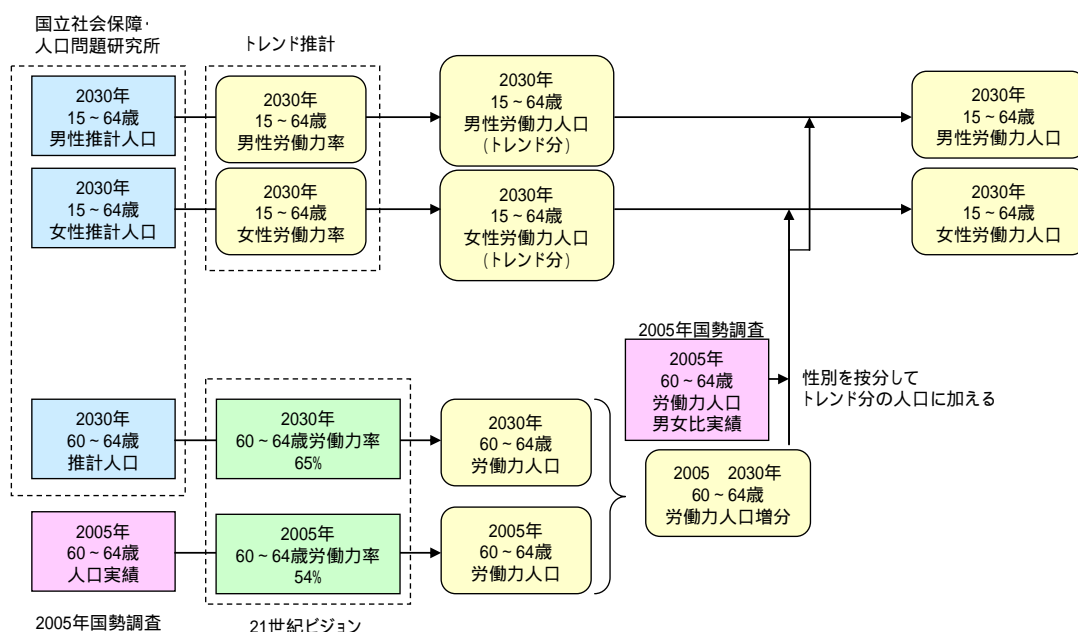 国立社会保障・
人口問題研究所
トレンド推計
2030年
15～64歳
男性推計人口
2030年
15～64歳
男性労働力率
2030年
15～64歳
男性労働力人口
(トレンド分)
2030年
15～64歳
男性労働力人口
2030年
15～64歳
女性推計人口
2030年
15～64歳
女性労働力率
2030年
15～64歳
女性労働力人口
(トレンド分)
2030年
15～64歳
女性労働力人口
2005年国勢調査
2005年
60～64歳
労働力人口
男女比実績
性別を按分して
トレンド分の人口に加える
2030年
60～64歳
推計人口
2030年
60～64歳労働力率
65%
2030年
60～64歳
労働力人口
2005　2030年
60～64歳
労働力人口増分
2005年
60～64歳
人口実績
2005年
60～64歳労働力率
54%
2005年
60～64歳
労働力人口
2005年国勢調査
21世紀ビジョン